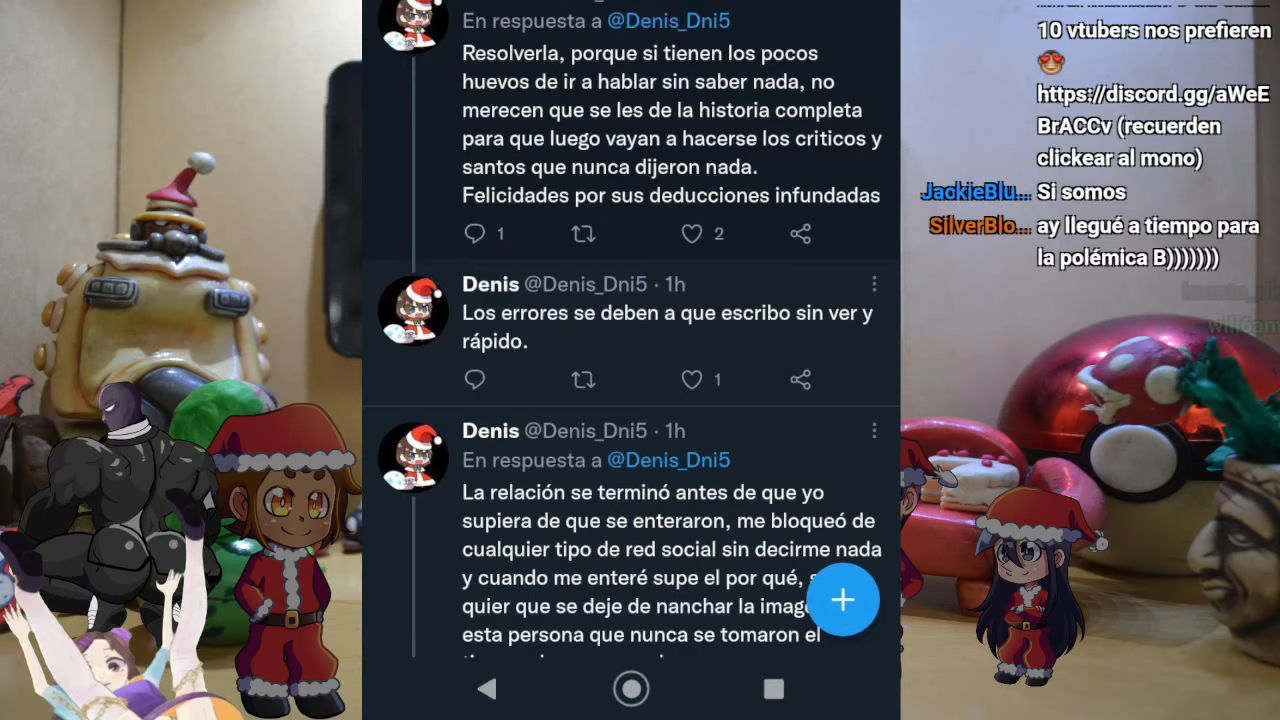 En respuesta a @Denis_Dni5
Resolverla, porque si tienen los pocos
huevos de ir a hablar sin saber nada, no
merecen que se les de la historia completa
para que luego vayan a hacerse los criticos y
santos que nunca dijeron nada.
Felicidades por sus deducciones infundadas
1
2
Denis @Denis_Dni5 · 1h
Los errores se deben a que escribo sin ver y
rápido.
1
Denis @Denis_Dni5 · 1h
En respuesta a @Denis_Dni5
La relación se terminó antes de que yo
supiera de que se enteraron, me bloqueó de
cualquier tipo de red social sin decirme nada
y cuando me enteré supe el por qué,
quier que se deje de nanchar la
esta persona que nunca se tomaron el
10 vtubers nos prefieren
https://discord.gg/aWeE
BrACCv (recuerden
clickear al mono)
JackieBlu... Si somos
SilverBlo... ay llegué a tiempo para
la polémica B)))))))
will6am